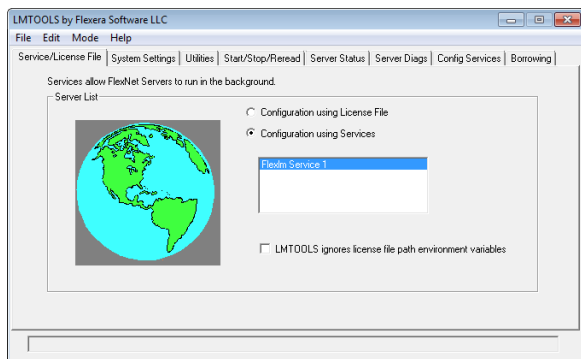 LMTOOLS by Flexera Software LLC
File Edit Mode Help
Service/License File System Settings Utilities Start/Stop/Reread Server Status Server Diags Config Services Borrowing
Services allow FlexNet Servers to run in the background.
Server List
Configuration using License File
Configuration using Services
Flexlm Service 1
LMTOOLS ignores license file path environment variables